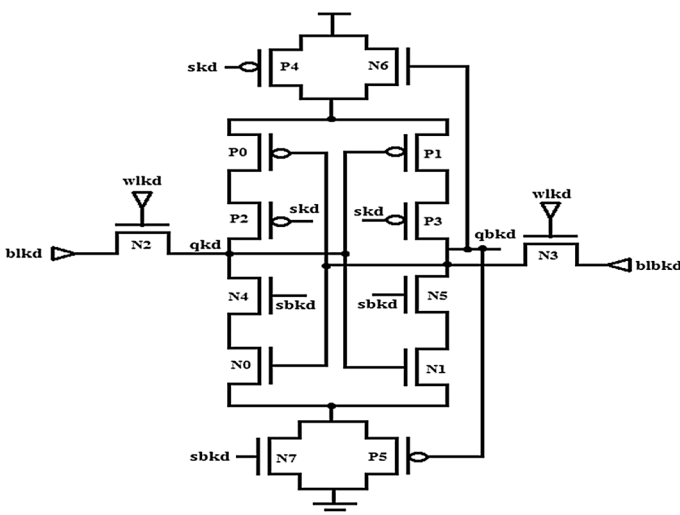 skd P4 N6
P0 P1
wlkd
skd skd wlkd
P2 P3
qbkd
blkd N2 qkd N3 blbkd
N4 sbkd sbkd N5
N0 N1
sbkd N7 P5